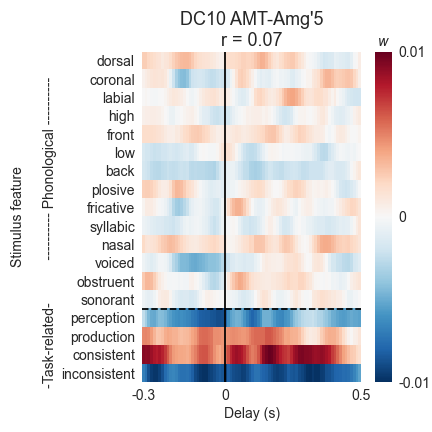 DC10 AMT-Amg'5
r = 0.07
w
dorsal
coronal
labial
high
front
low
back
plosive
fricative
syllabic
nasal
voiced
obstruent
sonorant
perception
production
consistent
inconsistent
Stimulus feature
-Task-related- ---------- Phonological ----------
0.01
0
-0.01
-0.3 0 0.5
Delay (s)